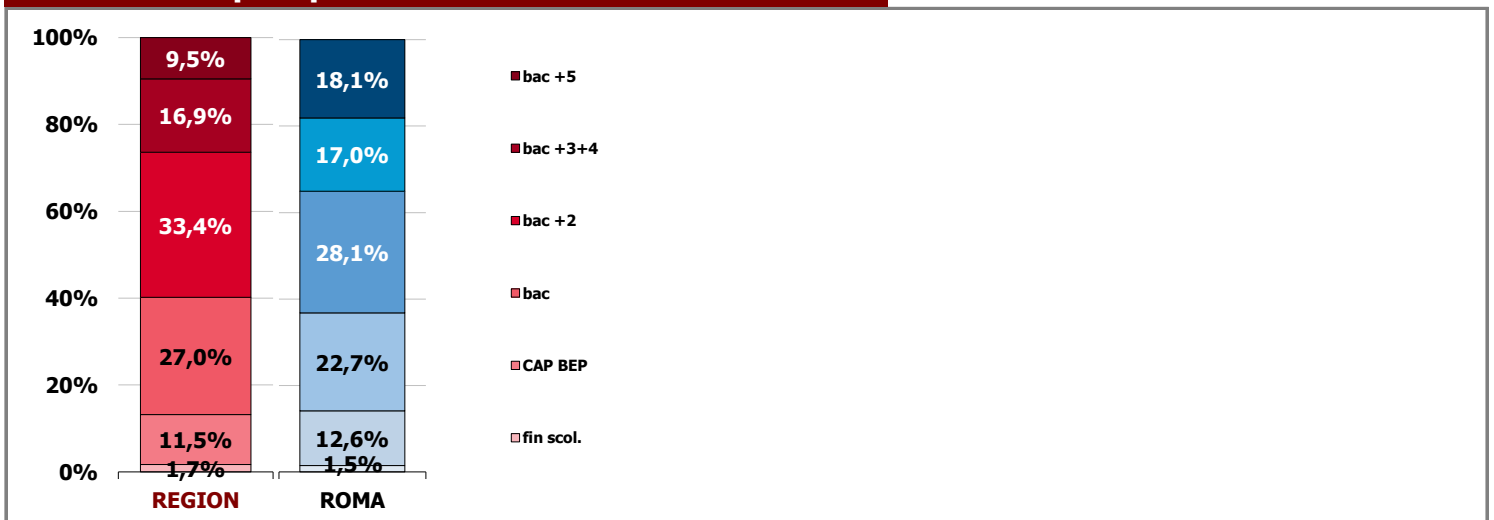 100%
80%
60%
40%
20%
0%
9,5%
16,9%
33,4%
27,0%
11,5%
1,7%
REGION
18,1%
17,0%
28,1%
22,7%
12,6%
1,5%
ROMA
bac +5
bac +3+4
bac +2
bac
CAP BEP
fin scol.